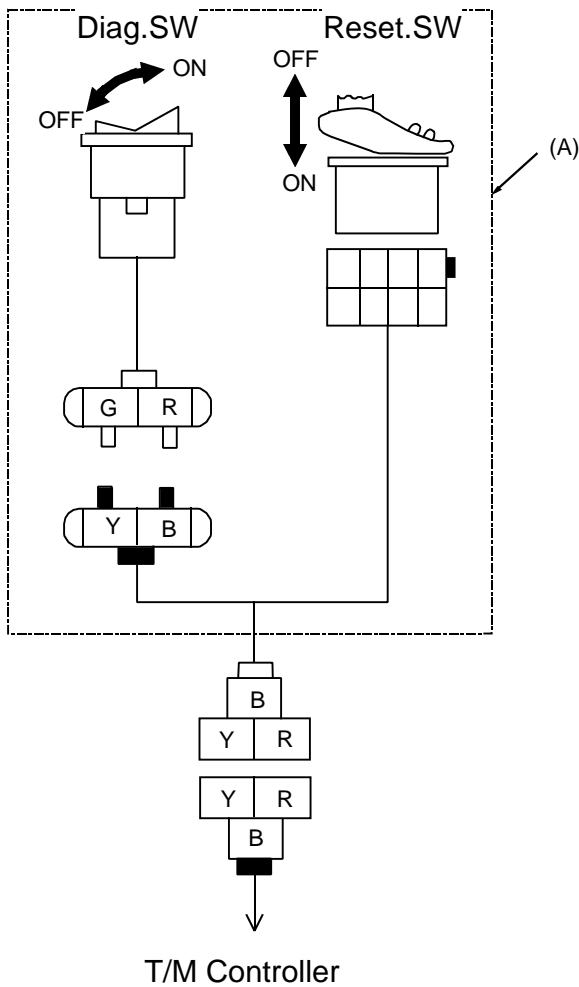 Diag.SW
Reset.SW
ON
OFF
OFF
ON
(A)
G R
Y B
B
Y R
Y R
B
T/M Controller